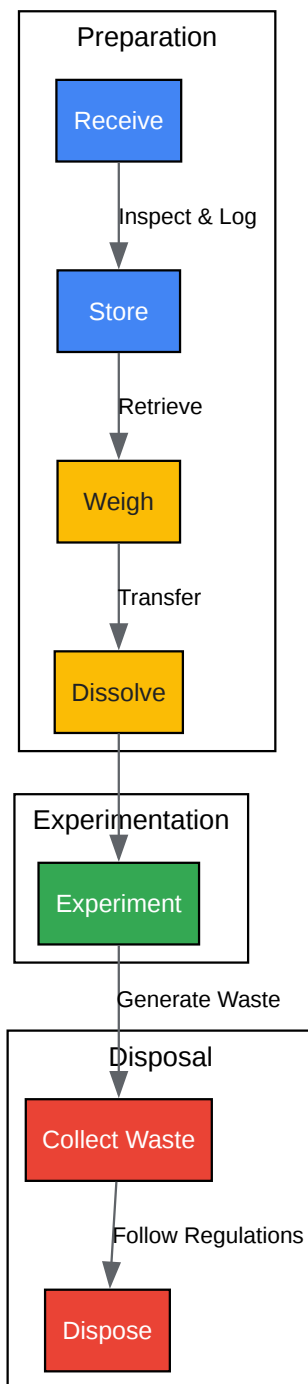 Preparation
Receive
Inspect & Log
Store
Retrieve
Weigh
Transfer
Dissolve
Experimentation
Experiment
Generate Waste
Disposal
Collect Waste
Follow Regulations
Dispose